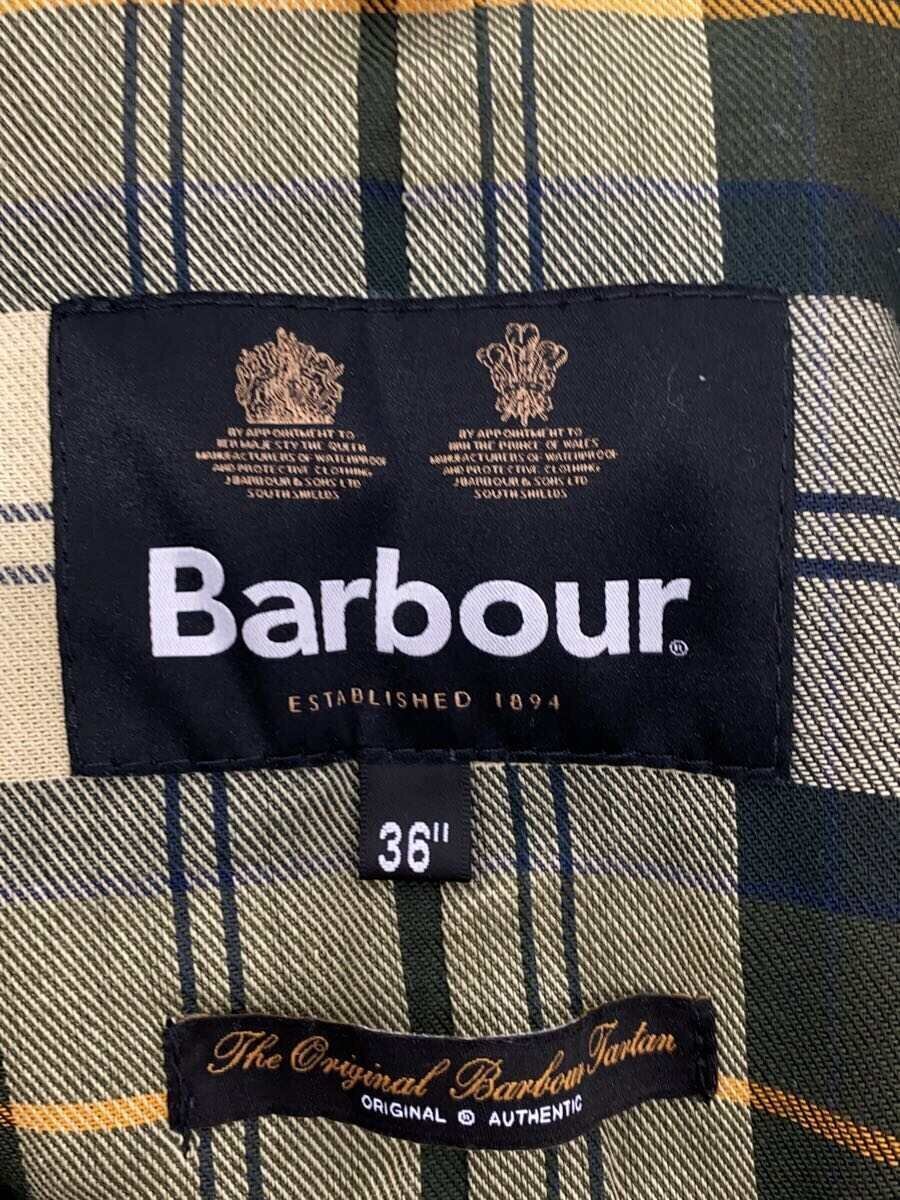 BY APPOINTMENT TO
HER MAJESTY THE QUEEN
MANUFACTURERS OF WATERPROOF
AND PROTECTIVE CLOTHING
J BARBOUR & SONS LTD
SOUTH SHIELDS
BY APPOINTMENT TO
HRH THE PRINCE OF WALES
MANUFACTURERS OF WATERPROOF
AND PROTECTIVE CLOTHING
J BARBOUR & SONS LTD
SOUTH SHIELDS
Barbour®
ESTABLISHED 1894
36"
The Original Barbour Tartan
ORIGINAL ® AUTHENTIC